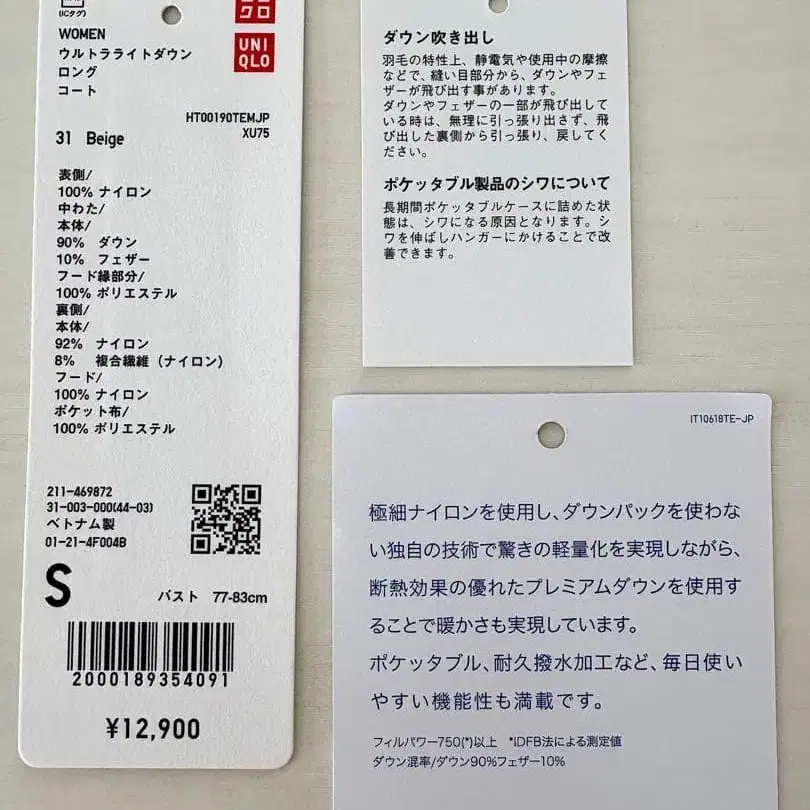 (ICタグ)
WOMEN
ウルトラライトダウン
ロング
コート
UNI
QLO
HT00190TEMJP
XU75
31 Beige
表側/
100% ナイロン
中わた/
本体/
90% ダウン
10% フェザー
フード縁部分/
100% ポリエステル
裏側/
本体/
92% ナイロン
8% 複合繊維（ナイロン）
フード/
100% ナイロン
ポケット布/
100% ポリエステル
211-469872
31-003-000(44-03)
ベトナム製
01-21-4F004B
S
バスト 77-83cm
2000189354091
¥12,900
ダウン吹き出し
羽毛の特性上、静電気や使用中の摩擦
などで、縫い目部分から、ダウンやフェ
ザーが飛び出す事があります。
ダウンやフェザーの一部が飛び出して
いる時は、無理に引っ張り出さず、飛
び出した裏側から引っ張り、戻してく
ださい。
ポケッタブル製品のシワについて
長期間ポケッタブルケースに詰めた状
態は、シワになる原因となります。シ
ワを伸ばしハンガーにかけることで改
善できます。
IT10618TE-JP
極細ナイロンを使用し、ダウンパックを使わな
い独自の技術で驚きの軽量化を実現しながら、
断熱効果の優れたプレミアムダウンを使用す
ることで暖かさも実現しています。
ポケッタブル、耐久撥水加工など、毎日使い
やすい機能性も満載です。
フィルパワー750(*)以上 *IDFB法による測定値
ダウン混率/ダウン90%フェザー10%